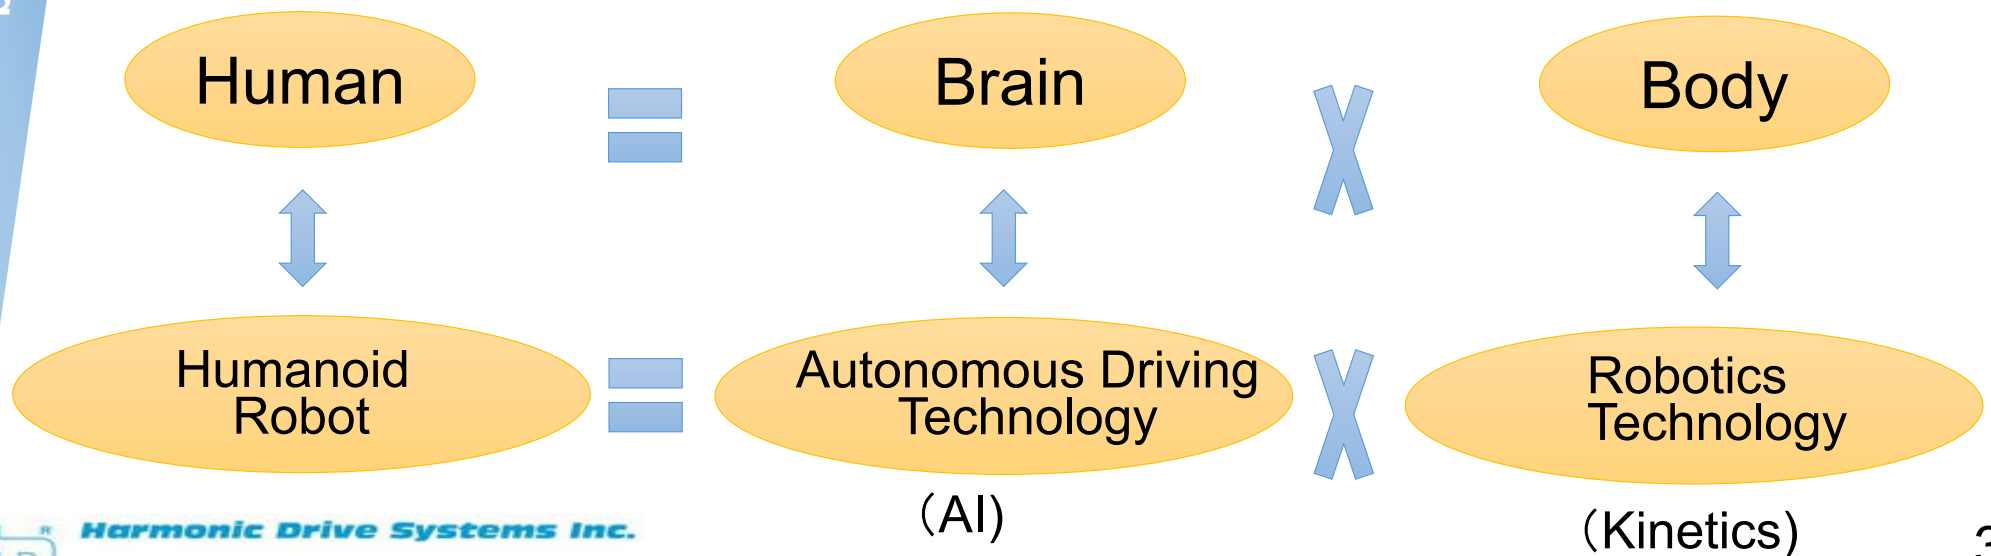 Human
Brain
Body
Humanoid
Robot
Autonomous Driving
Technology
Robotics
Technology
（AI)
（Kinetics)
Harmonic Drive Systems Inc.
R